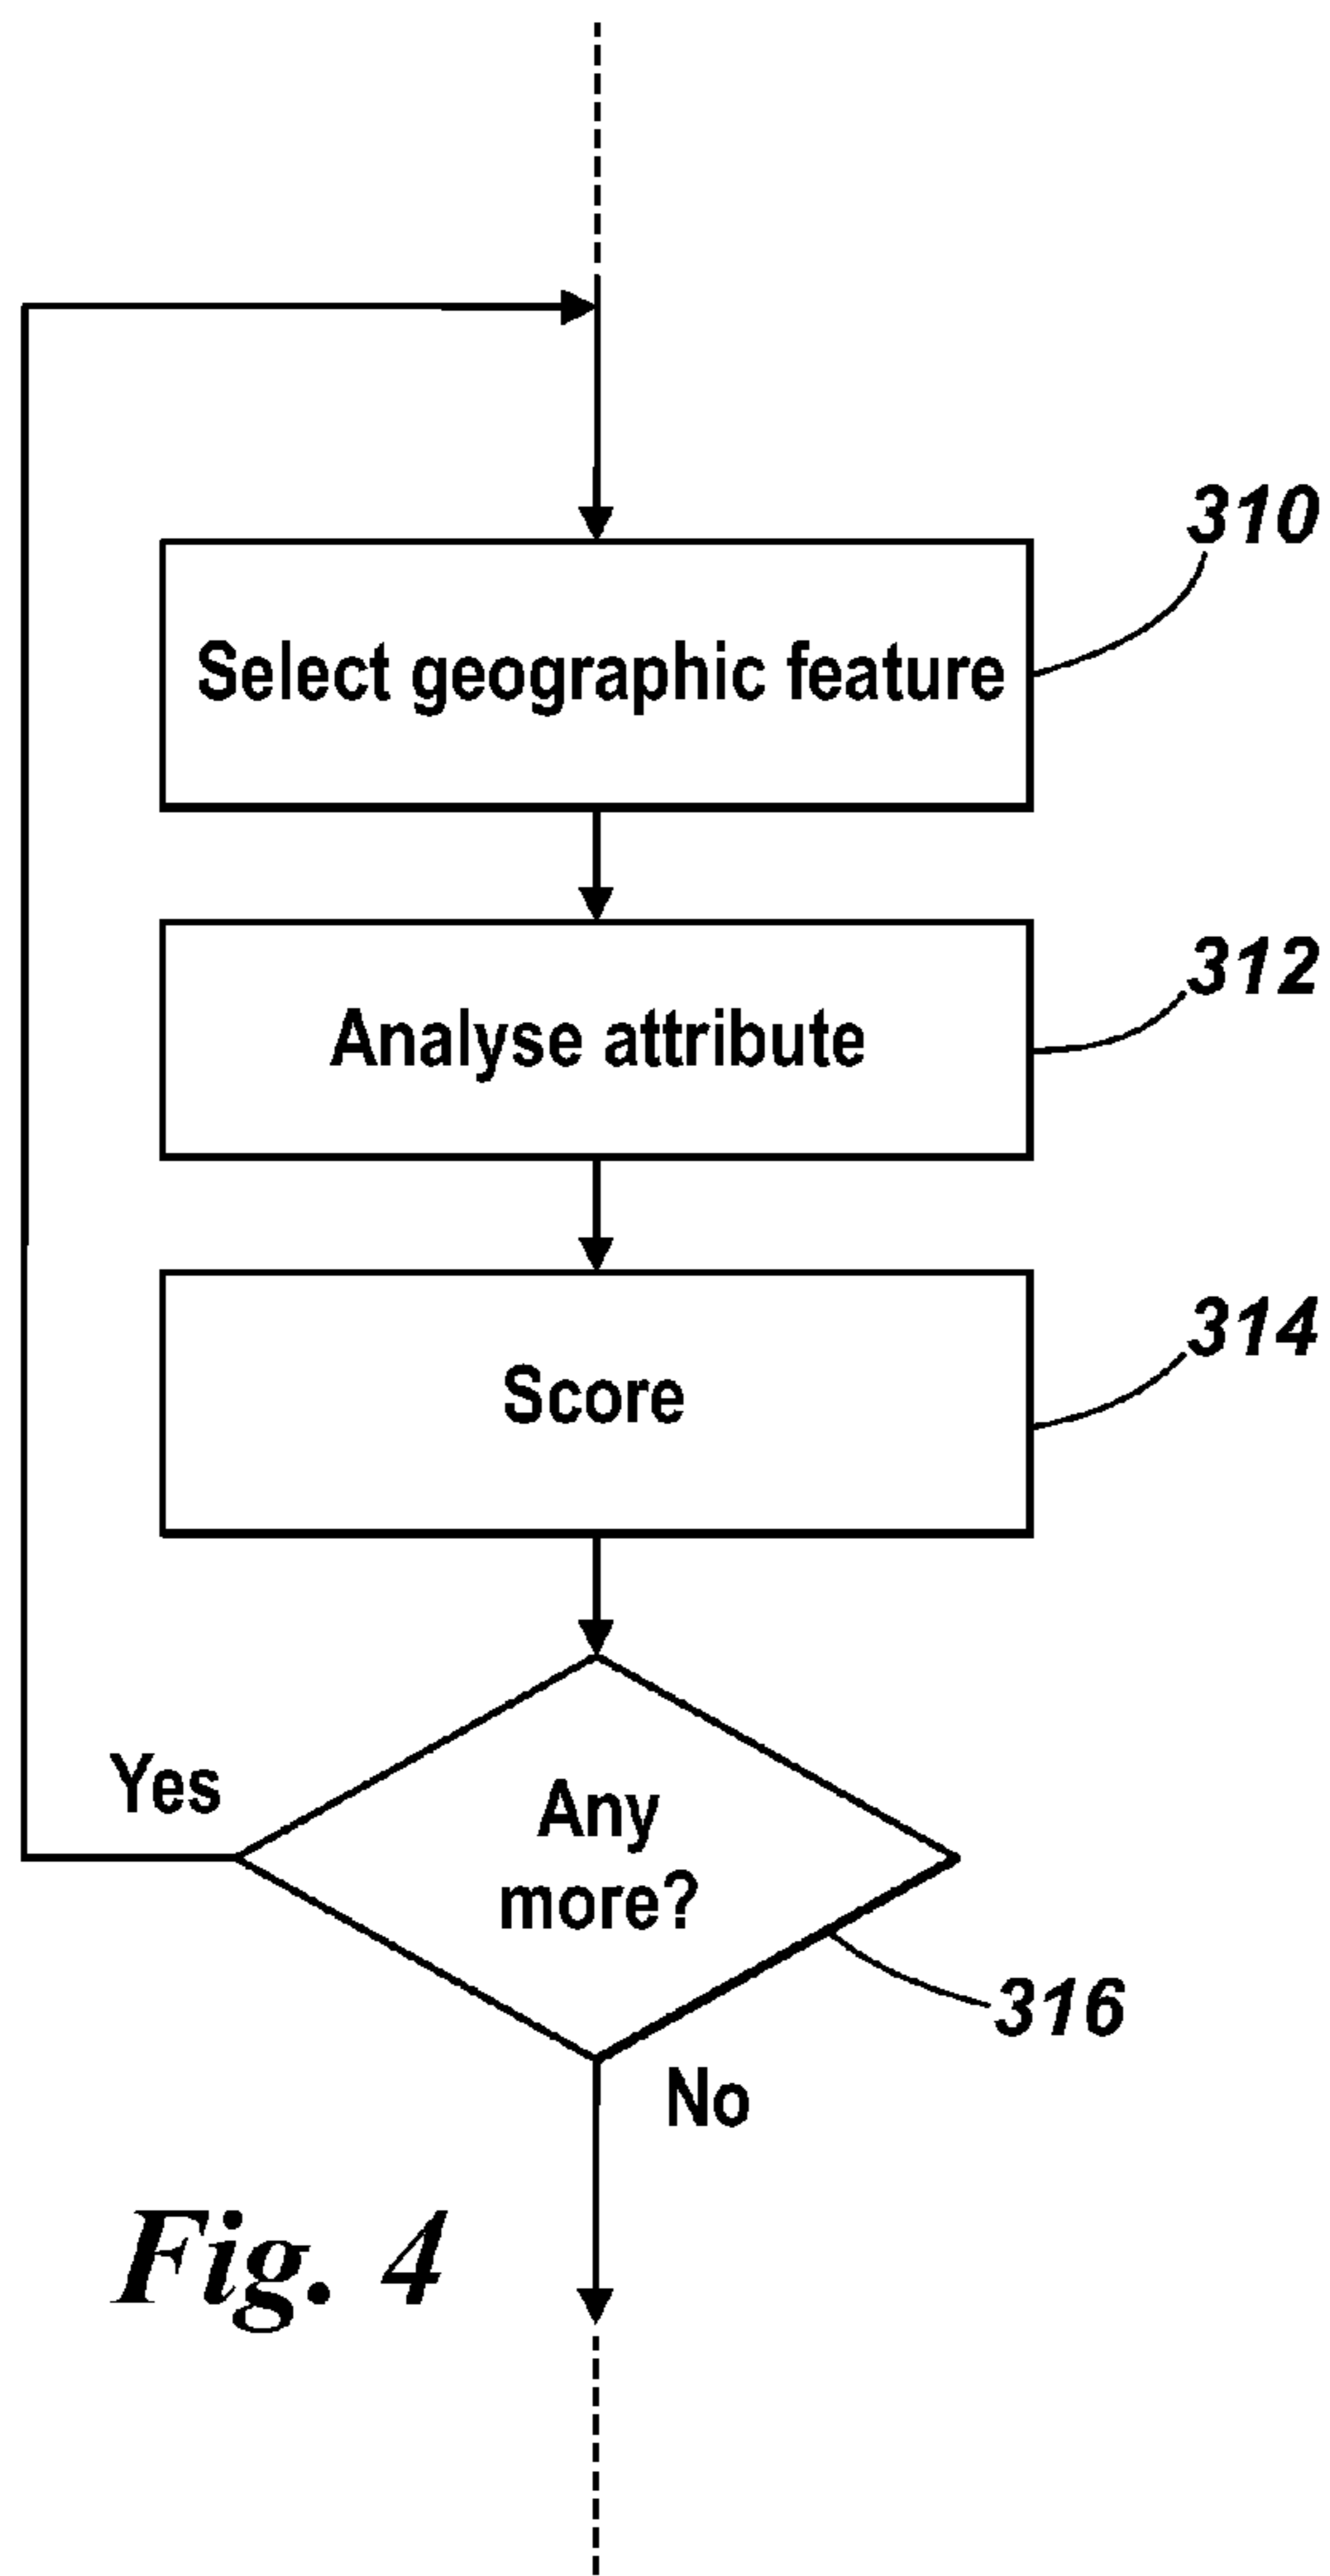 310
Select geographic feature
312
Analyse attribute
314
Score
Yes
Any
more?
316
No
Fig. 4